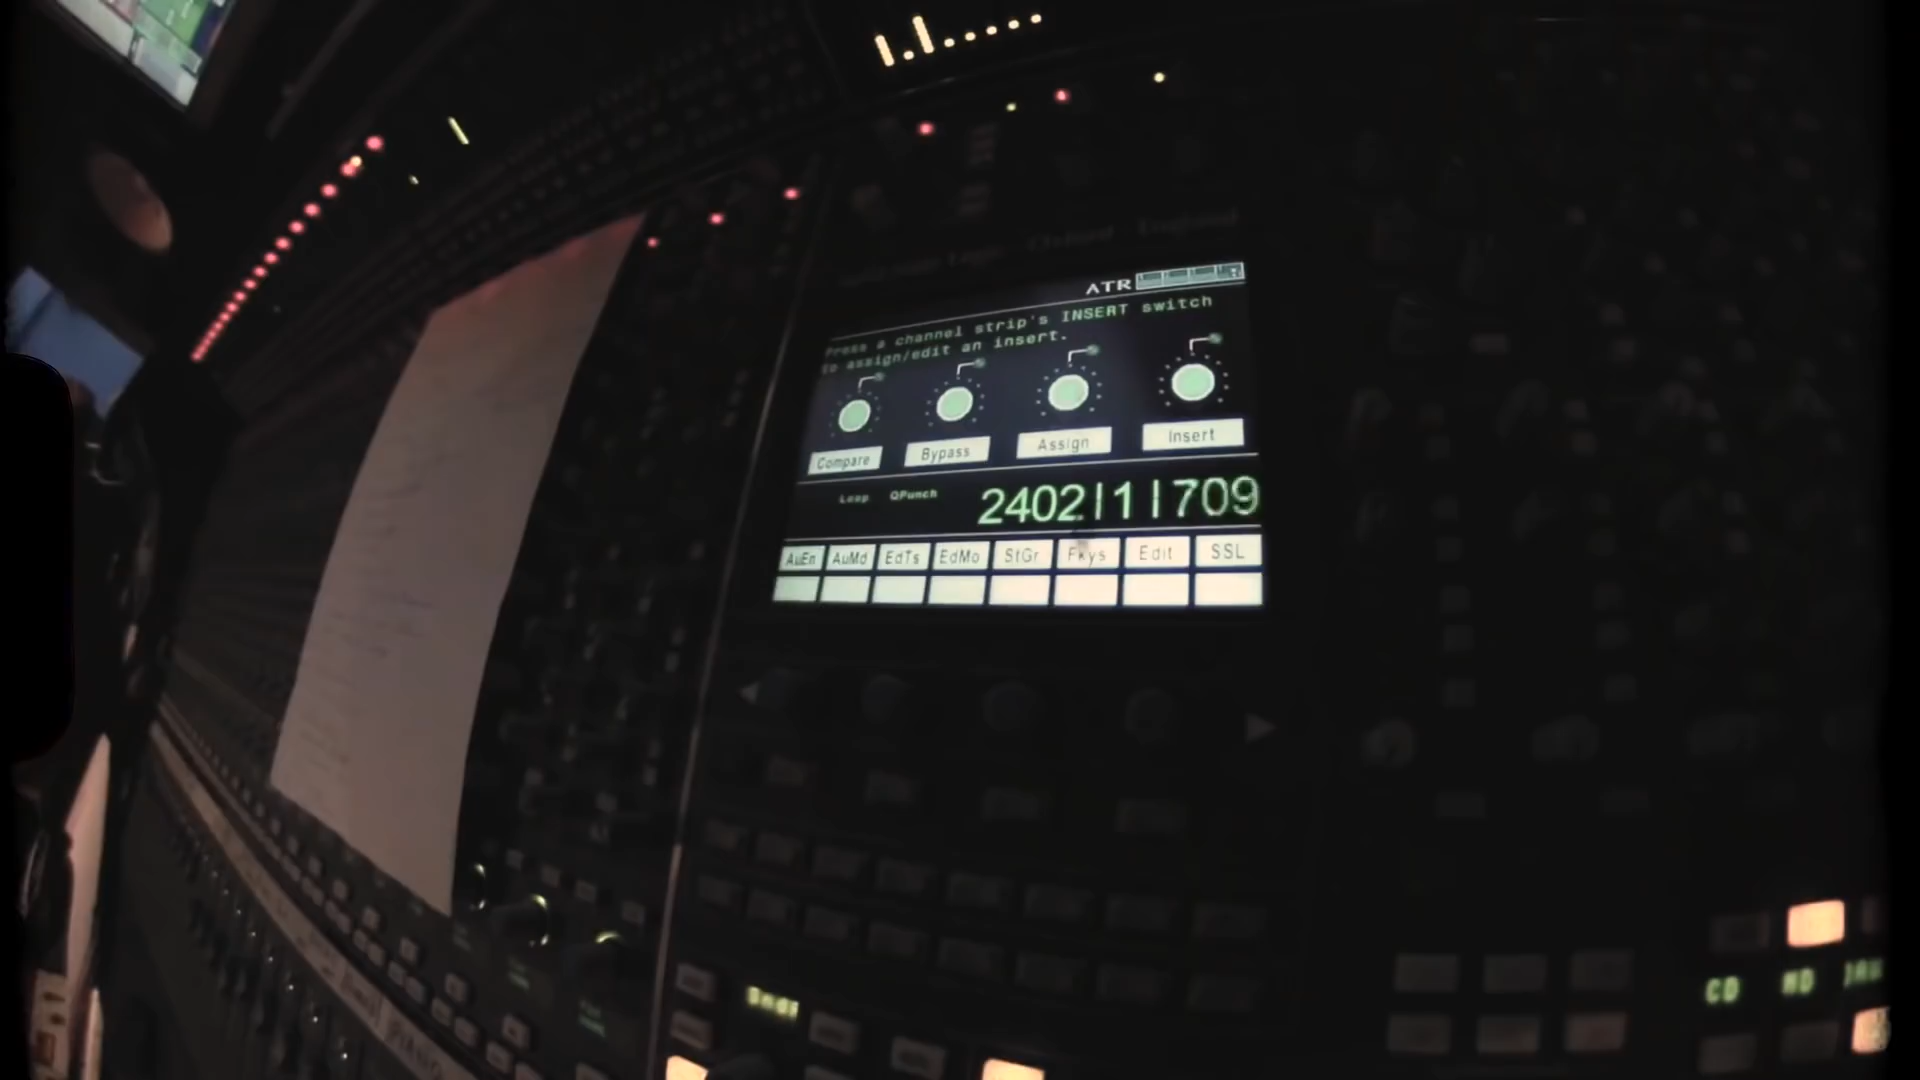 ATR
Press a channel strip's INSERT switch
to assign/edit an insert.
Compare Bypass Assign Insert
Loop QPunch 2402|1|709
AuEn AuMd EdTs EdMo StGr Fkys Edit SSL
CD MD
PIANO